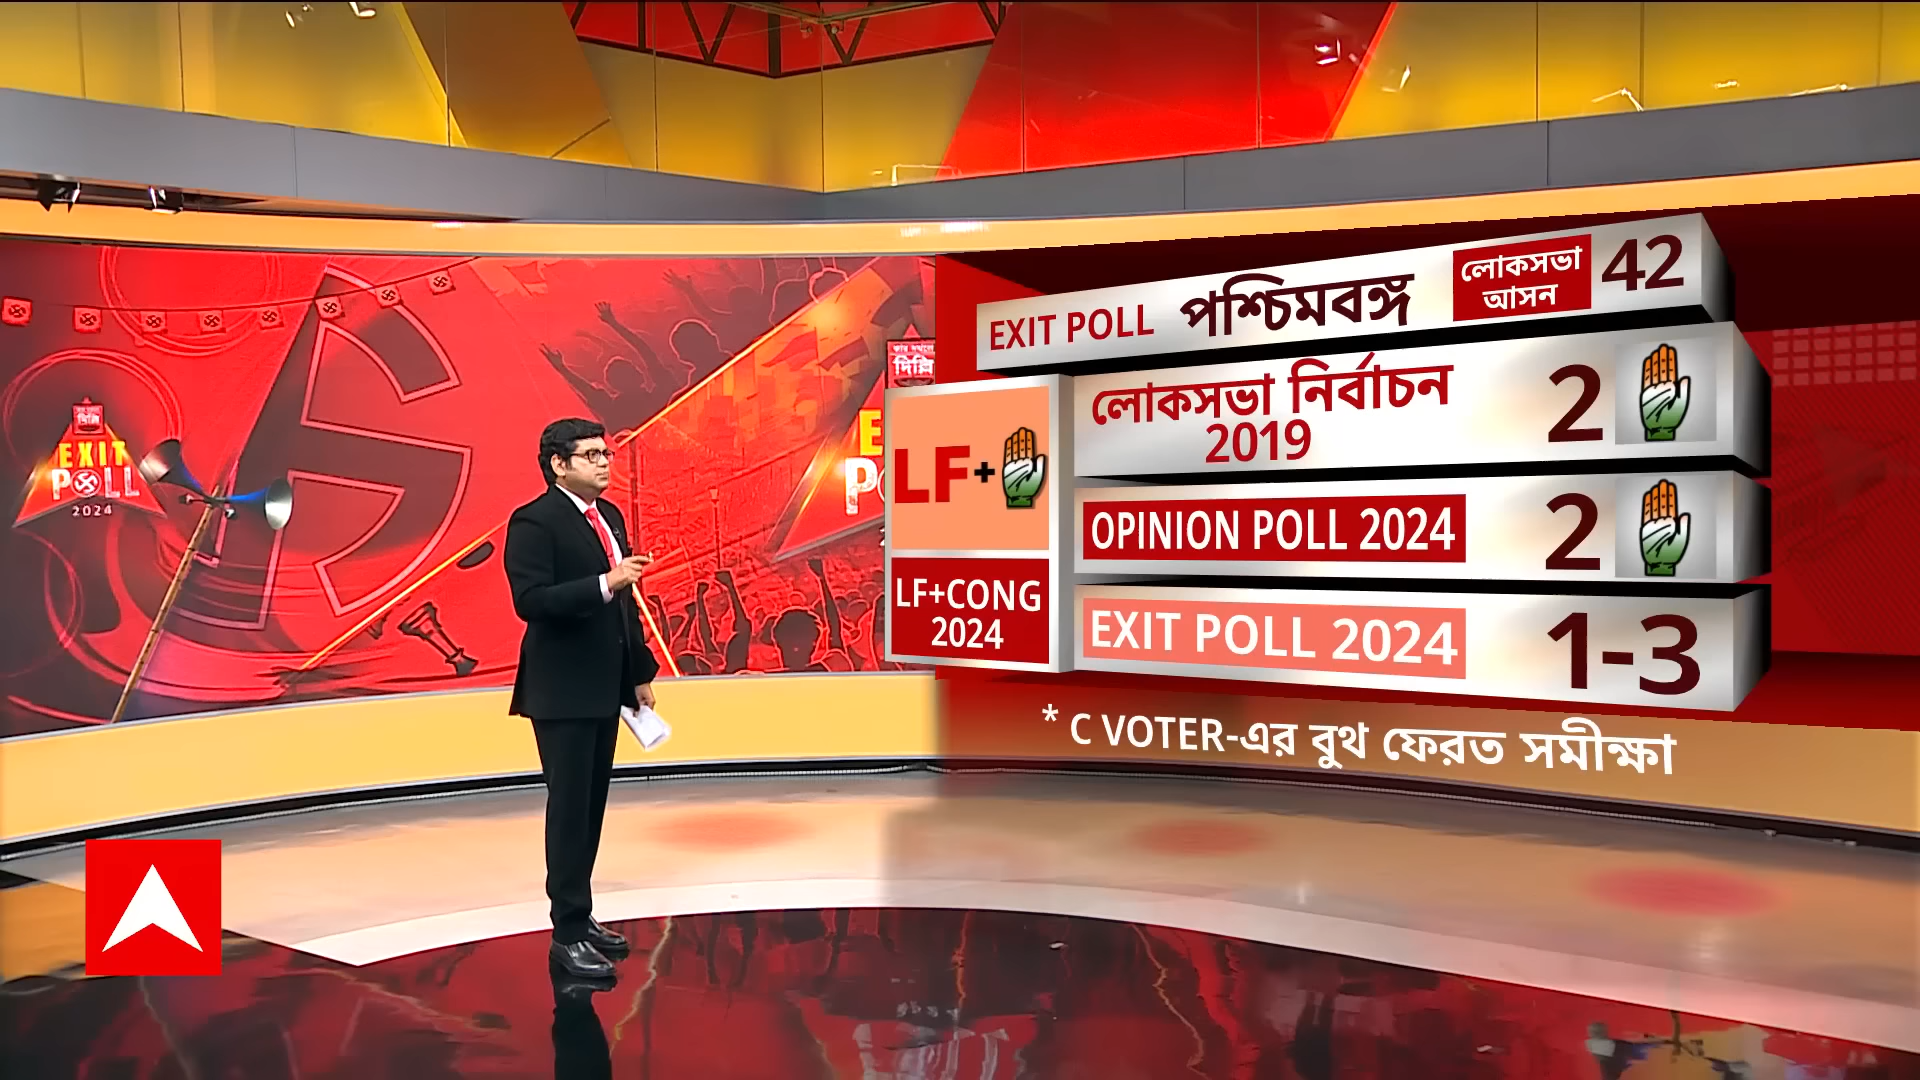 EXIT POLL পশ্চিমবঙ্গ লোকসভা আসন 42
LF+
LF+CONG
2024
লোকসভা নির্বাচন
2019
2
OPINION POLL 2024 2
EXIT POLL 2024 1-3
* C VOTER-এর বুথ ফেরত সমীক্ষা
দিল্লি
EXIT
POLL
2024
দিল্লি